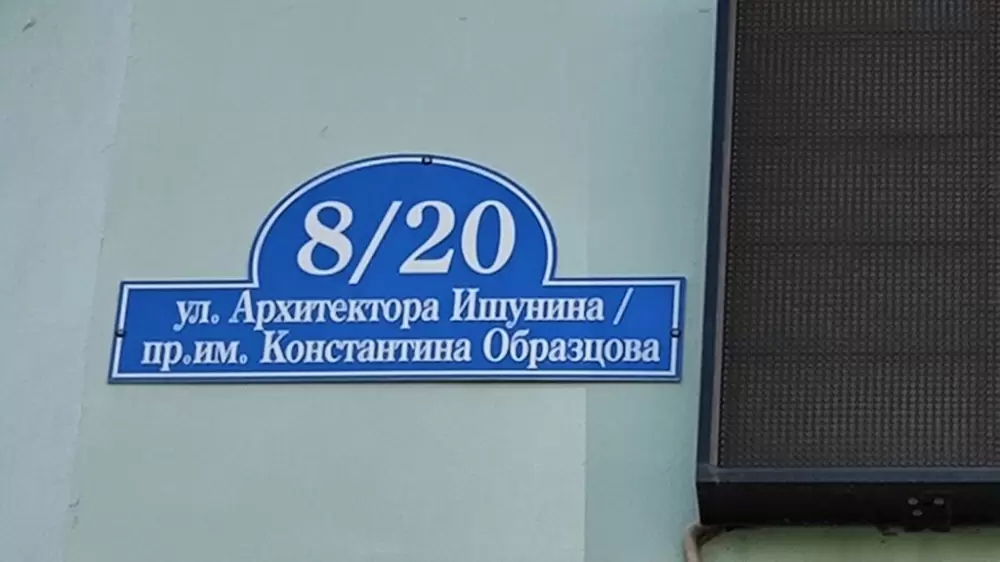 8/20
ул. Архитектора Ишунина /
пр.им. Константина Образцова